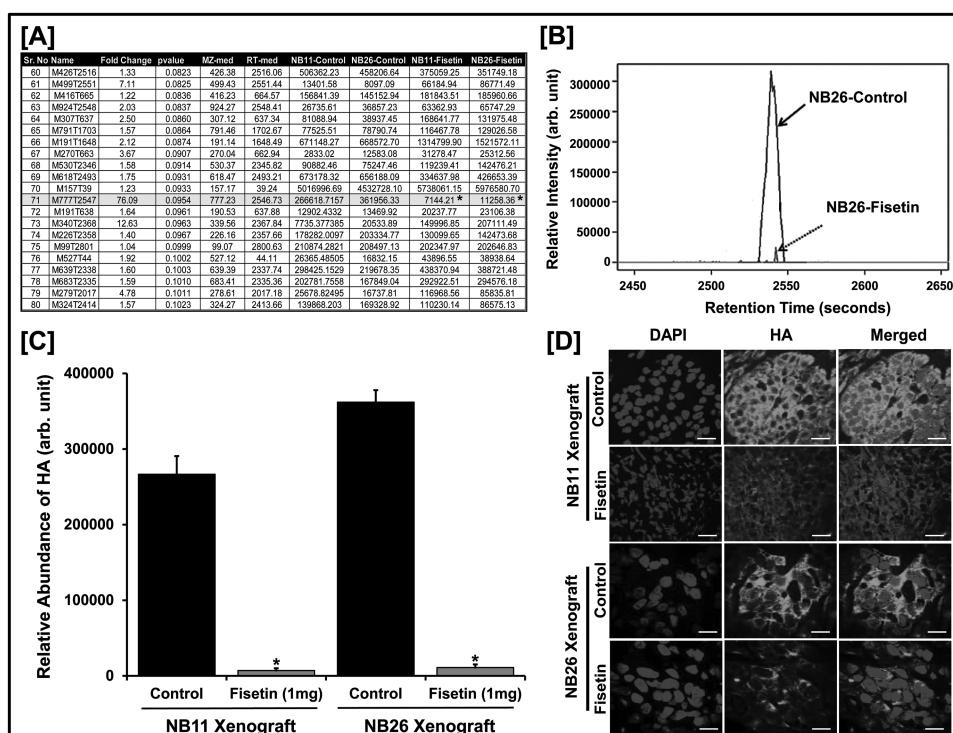 [A]
Sr. No Name Fold Change pvalue MZ-med RT-med NB11-Control NB26-Control NB11-Fisetin NB26-Fisetin
60 M426T2516 1.33 0.0823 426.38 2516.06 506362.23 458206.64 375059.25 351749.18
61 M499T2551 7.11 0.0825 499.43 2551.44 13401.58 8097.09 66184.94 86771.49
62 M416T665 1.22 0.0836 416.23 664.57 156841.39 145152.94 181843.51 185960.66
63 M924T2548 2.03 0.0837 924.27 2548.41 26735.61 36857.23 63362.93 65747.29
64 M307T637 2.50 0.0860 307.12 637.34 81088.94 38937.45 168641.77 131975.48
65 M791T1703 1.57 0.0864 791.46 1702.67 77525.51 78790.74 116467.78 129026.58
66 M191T1648 2.12 0.0874 191.14 1648.49 671148.27 668572.70 1314799.90 1521572.11
67 M270T663 3.67 0.0907 270.04 662.94 2833.02 12583.08 31278.47 25312.56
68 M530T2346 1.58 0.0914 530.37 2345.82 90882.46 75247.46 119239.41 142476.21
69 M618T2493 1.75 0.0931 618.47 2493.21 673178.32 656188.09 334637.98 426653.39
70 M157T39 1.23 0.0933 157.17 39.24 5016996.69 4532728.10 5738061.15 5976580.70
71 M777T2547 76.09 0.0954 777.23 2546.73 266618.7157 361956.33 7144.21 * 11258.36 *
72 M191T638 1.64 0.0961 190.53 637.88 12902.4332 13469.92 20237.77 23106.38
73 M340T2368 12.63 0.0963 339.56 2367.84 7735.377385 20533.89 149996.85 207111.49
74 M226T2358 1.40 0.0967 226.16 2357.66 178282.0097 203334.77 130099.65 142473.68
75 M99T2801 1.04 0.0999 99.07 2800.63 210874.2821 208497.13 202347.97 202646.83
76 M527T44 1.92 0.1002 527.12 44.11 26365.48505 16832.15 43896.55 38938.64
77 M639T2338 1.60 0.1003 639.39 2337.74 298425.1529 219678.35 438370.94 388721.48
78 M683T2335 1.59 0.1010 683.41 2335.36 202781.7558 167849.04 292922.51 294576.18
79 M279T2017 4.78 0.1011 278.61 2017.18 25678.82495 16737.81 116968.56 85835.81
80 M324T2414 1.57 0.1023 324.27 2413.66 139868.203 169328.92 110230.14 86575.13
[B]
Relative Intensity (arb. unit)
300000
250000
200000
150000
100000
50000
0
NB26-Control
NB26-Fisetin
2450 2500 2550 2600 2650
Retention Time (seconds)
[C]
Relative Abundance of HA (arb. unit)
400000
300000
200000
100000
0
* *
Control Fisetin (1mg) Control Fisetin (1mg)
NB11 Xenograft NB26 Xenograft
[D]
DAPI HA Merged
NB11 Xenograft
Control
Fisetin
NB26 Xenograft
Control
Fisetin